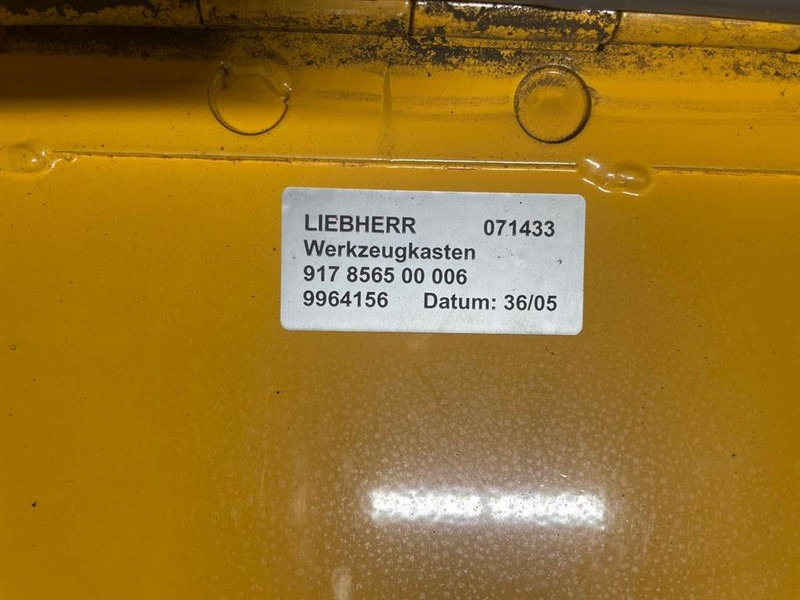 LIEBHERR 071433
Werkzeugkasten
917 8565 00 006
9964156 Datum: 36/05